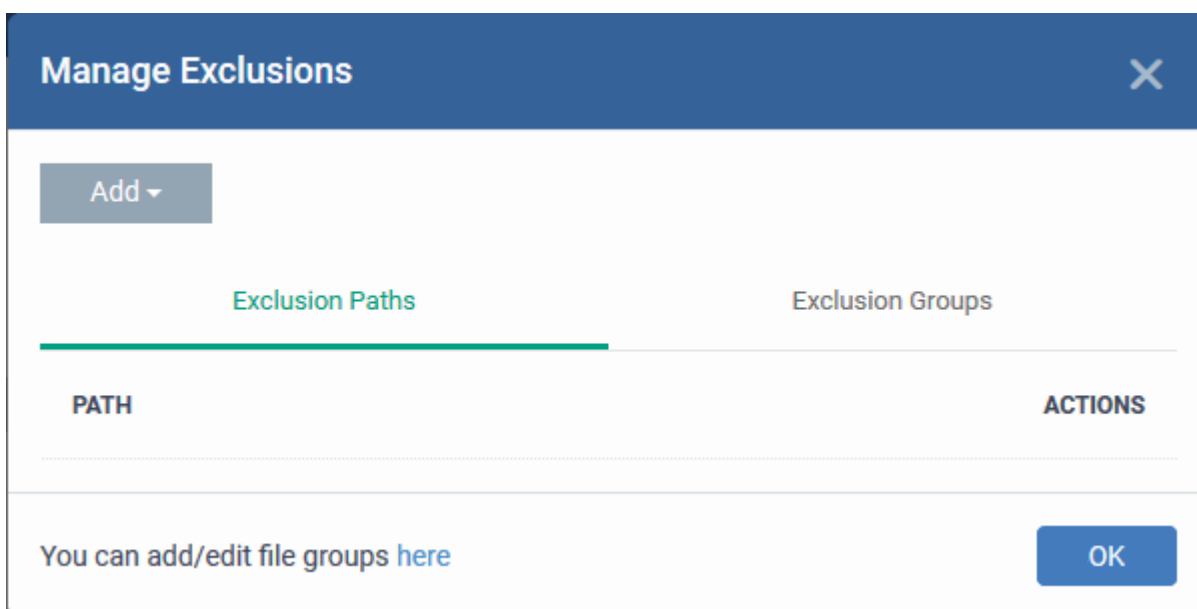 Manage Exclusions
Add
Exclusion Paths Exclusion Groups
PATH ACTIONS
You can add/edit file groups here OK